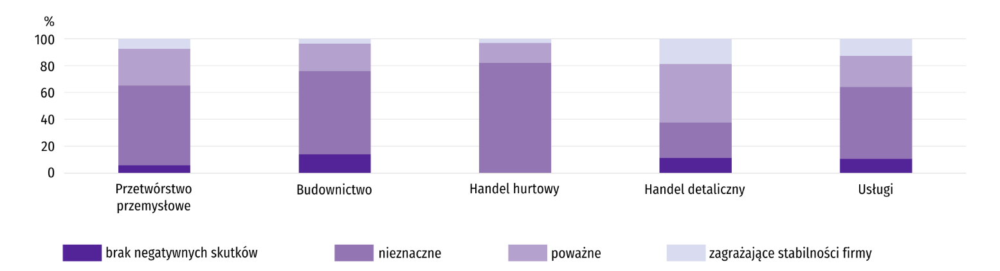 %
100
80
60
40
20
0
Przetwórstwo
przemysłowe
Budownictwo
Handel hurtowy
Handel detaliczny
Usługi
brak negatywnych skutków
nieznaczne
poważne
zagrażające stabilności firmy